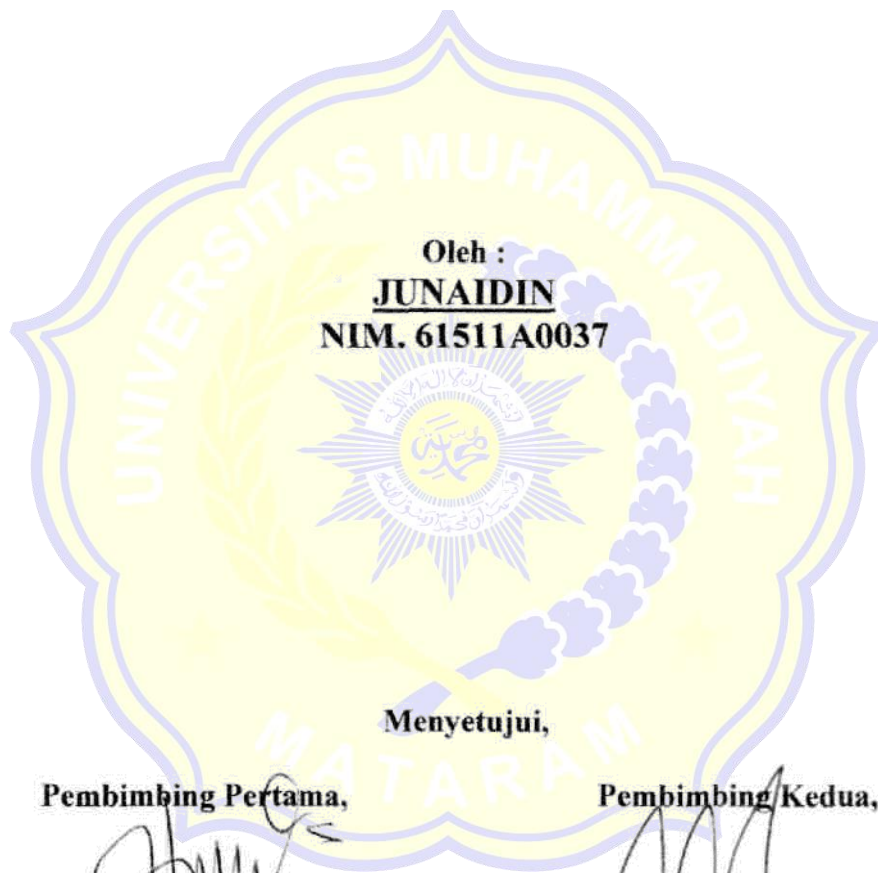 UNIVERSITAS MUHAMMADIYAH
Oleh :
JUNAIDIN
NIM. 61511A0037
Menyetujui,
MATARAM
Pembimbing Pertama,
Pembimbing Kedua,